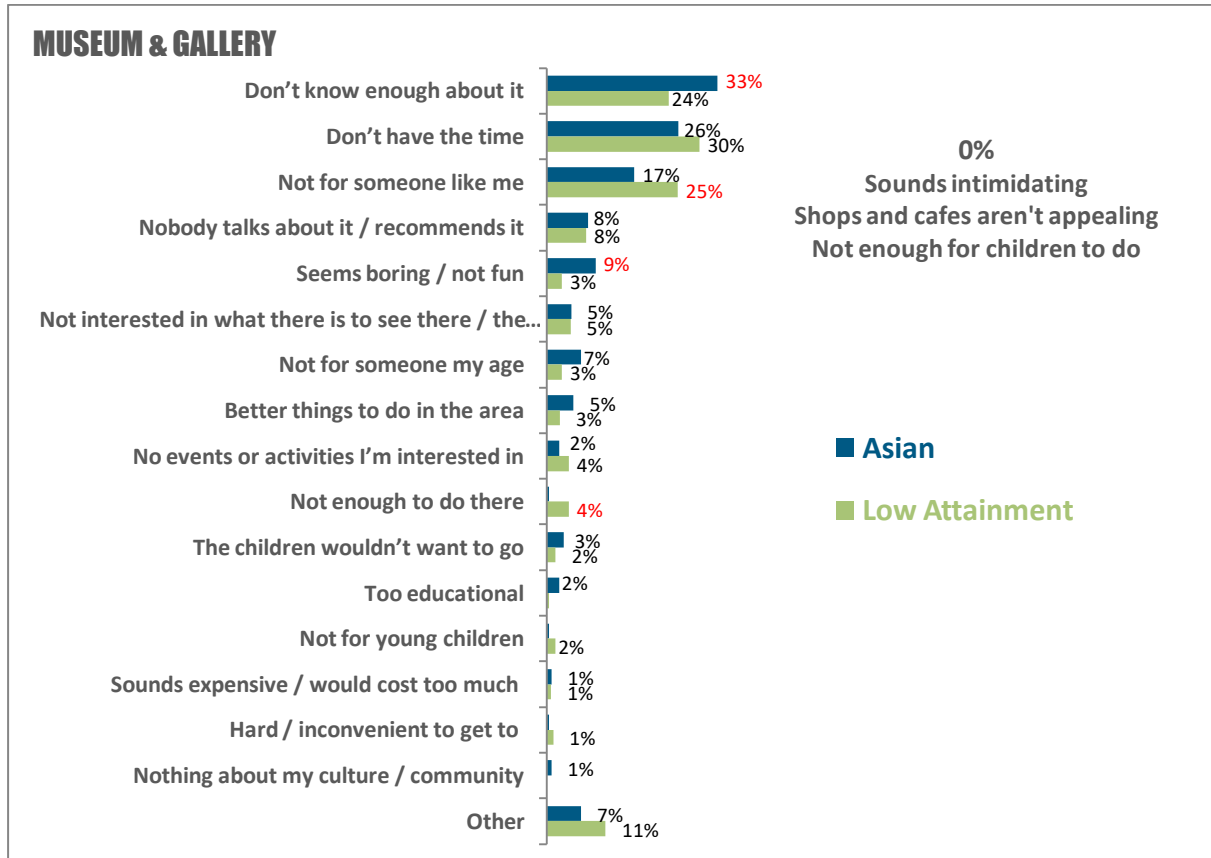 MUSEUM & GALLERY
Don’t know enough about it
33%
24%
Don’t have the time
26%
30%
Not for someone like me
17%
25%
Nobody talks about it / recommends it
8%
8%
Seems boring / not fun
9%
3%
Not interested in what there is to see there / the...
5%
5%
Not for someone my age
7%
3%
Better things to do in the area
5%
3%
No events or activities I’m interested in
2%
4%
Not enough to do there
4%
The children wouldn’t want to go
3%
2%
Too educational
2%
Not for young children
2%
Sounds expensive / would cost too much
1%
1%
Hard / inconvenient to get to
1%
Nothing about my culture / community
1%
Other
7%
11%
0%
Sounds intimidating
Shops and cafes aren't appealing
Not enough for children to do
Asian
Low Attainment